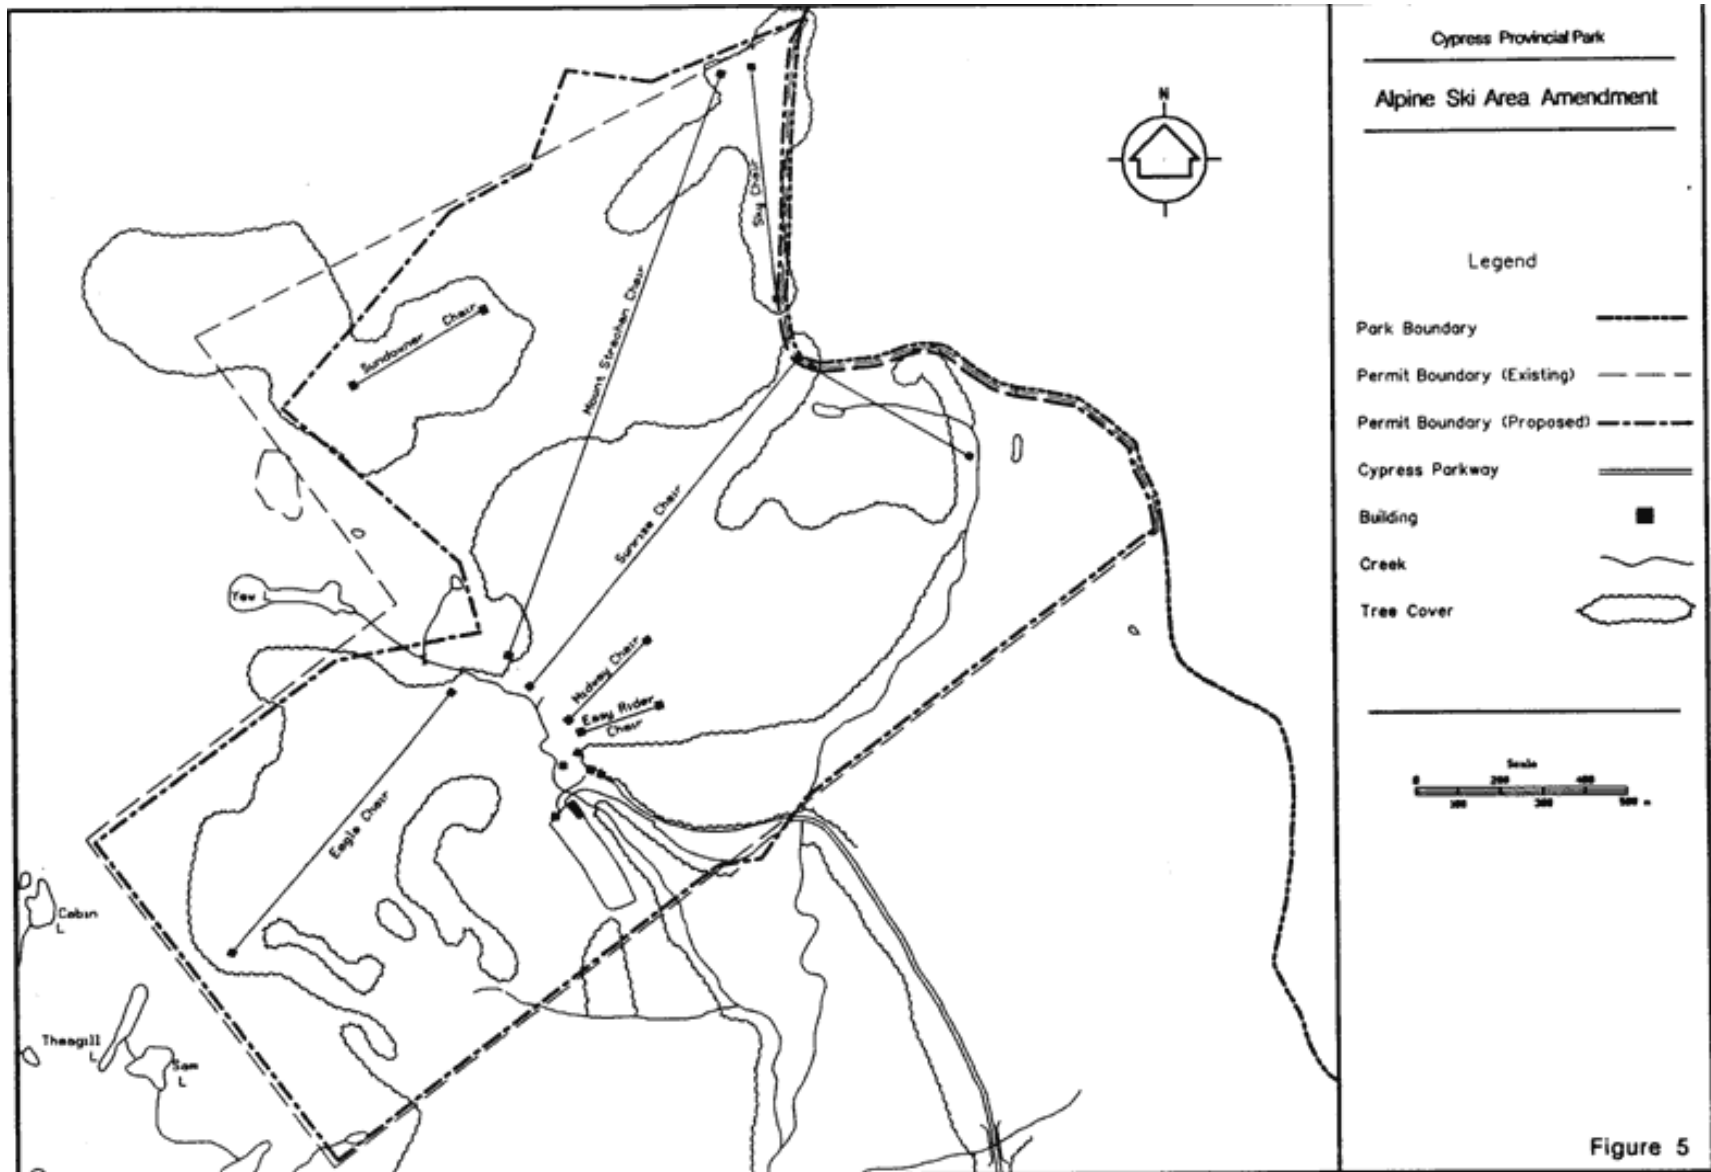 Cypress Provincial Park
Alpine Ski Area Amendment
N
Legend
Park Boundary
Permit Boundary (Existing)
Permit Boundary (Proposed)
Cypress Parkway
Building
Creek
Tree Cover
Scale
0 200 400
100 300 500 m
Figure 5
Sky Chair
Mount Strachan Chair
Sundowner Chair
Sunrise Chair
Yew L
Midway Chair
Easy Rider
Chair
Eagle Chair
Cabin
L
Theagill
L
Sam
L